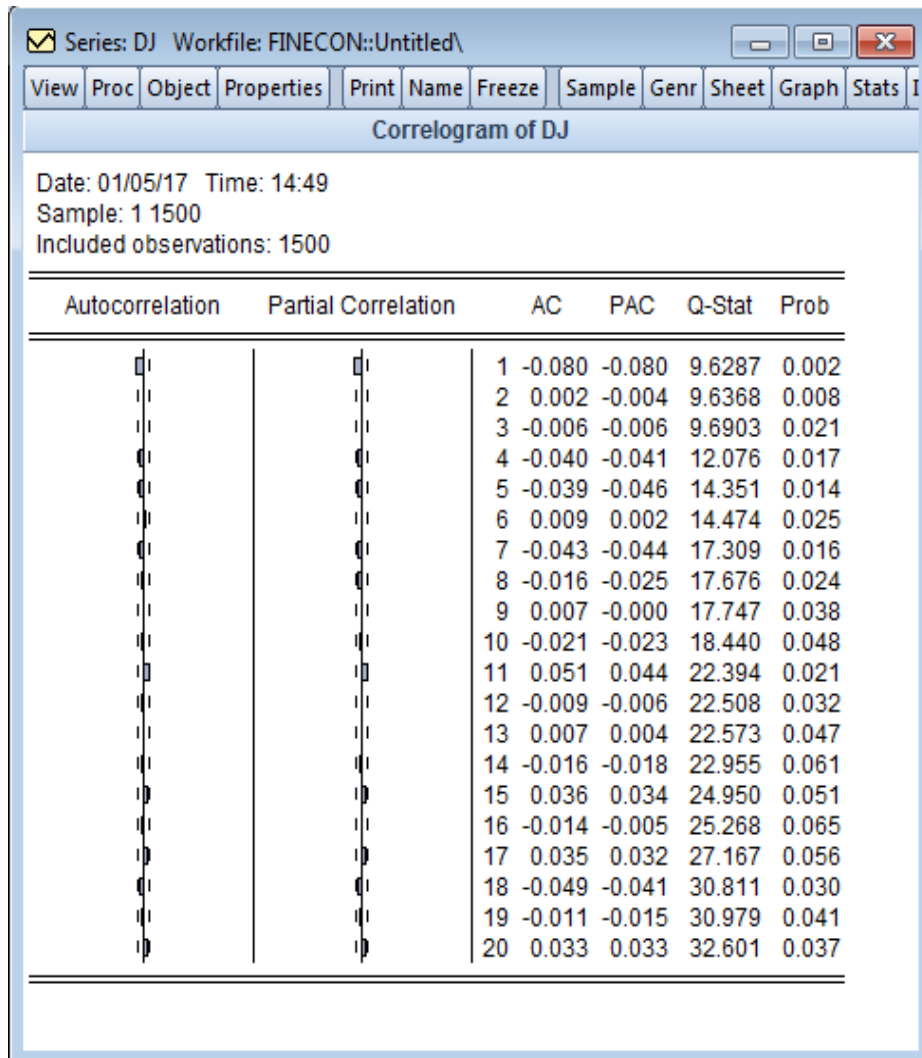 Series: DJ Workfile: FINECON::Untitled\
View Proc Object Properties Print Name Freeze Sample Genr Sheet Graph Stats I
Correlogram of DJ
Date: 01/05/17 Time: 14:49
Sample: 1 1500
Included observations: 1500
Autocorrelation Partial Correlation AC PAC Q-Stat Prob
1 -0.080 -0.080 9.6287 0.002
2 0.002 -0.004 9.6368 0.008
3 -0.006 -0.006 9.6903 0.021
4 -0.040 -0.041 12.076 0.017
5 -0.039 -0.046 14.351 0.014
6 0.009 0.002 14.474 0.025
7 -0.043 -0.044 17.309 0.016
8 -0.016 -0.025 17.676 0.024
9 0.007 -0.000 17.747 0.038
10 -0.021 -0.023 18.440 0.048
11 0.051 0.044 22.394 0.021
12 -0.009 -0.006 22.508 0.032
13 0.007 0.004 22.573 0.047
14 -0.016 -0.018 22.955 0.061
15 0.036 0.034 24.950 0.051
16 -0.014 -0.005 25.268 0.065
17 0.035 0.032 27.167 0.056
18 -0.049 -0.041 30.811 0.030
19 -0.011 -0.015 30.979 0.041
20 0.033 0.033 32.601 0.037